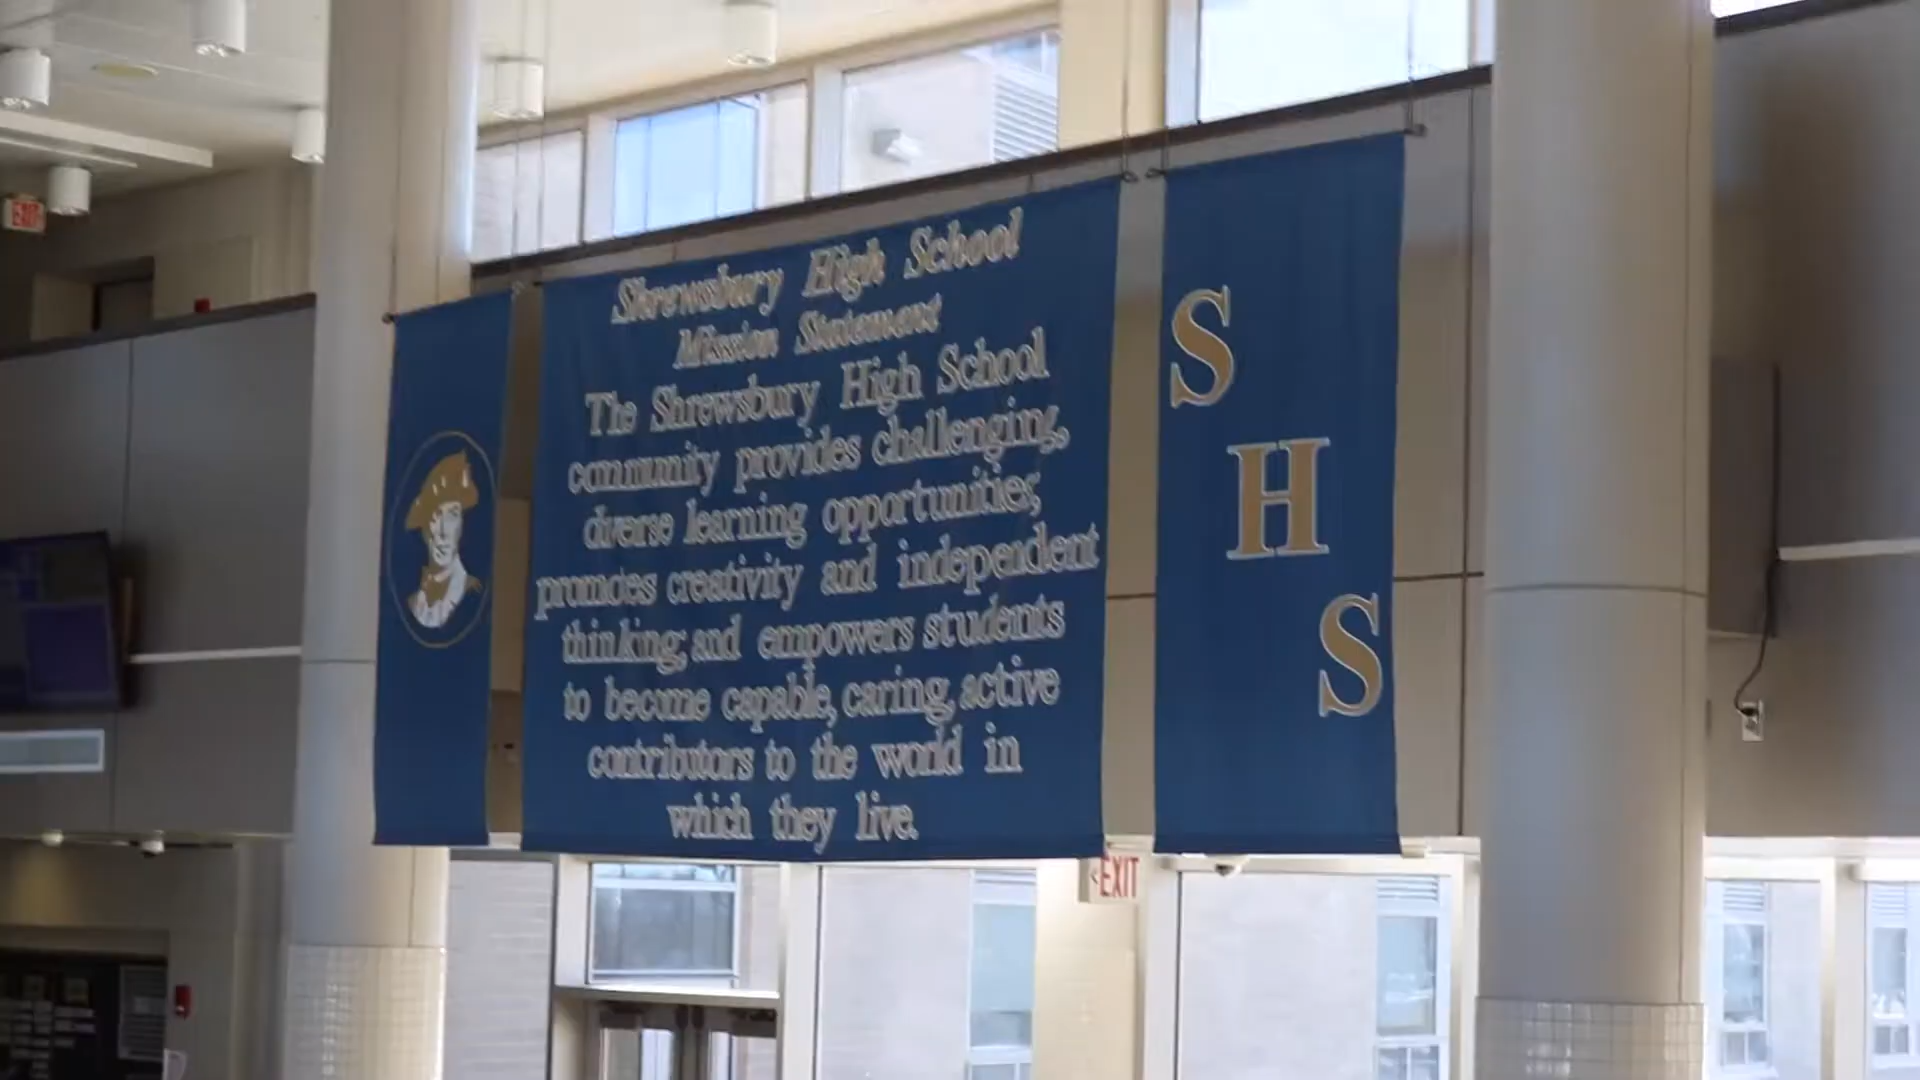 EXIT
Shrewsbury High School
Mission Statement
The Shrewsbury High School
community provides challenging,
diverse learning opportunities;
promotes creativity and independent
thinking; and empowers students
to become capable, caring, active
contributors to the world in
which they live.
S
H
S
EXIT